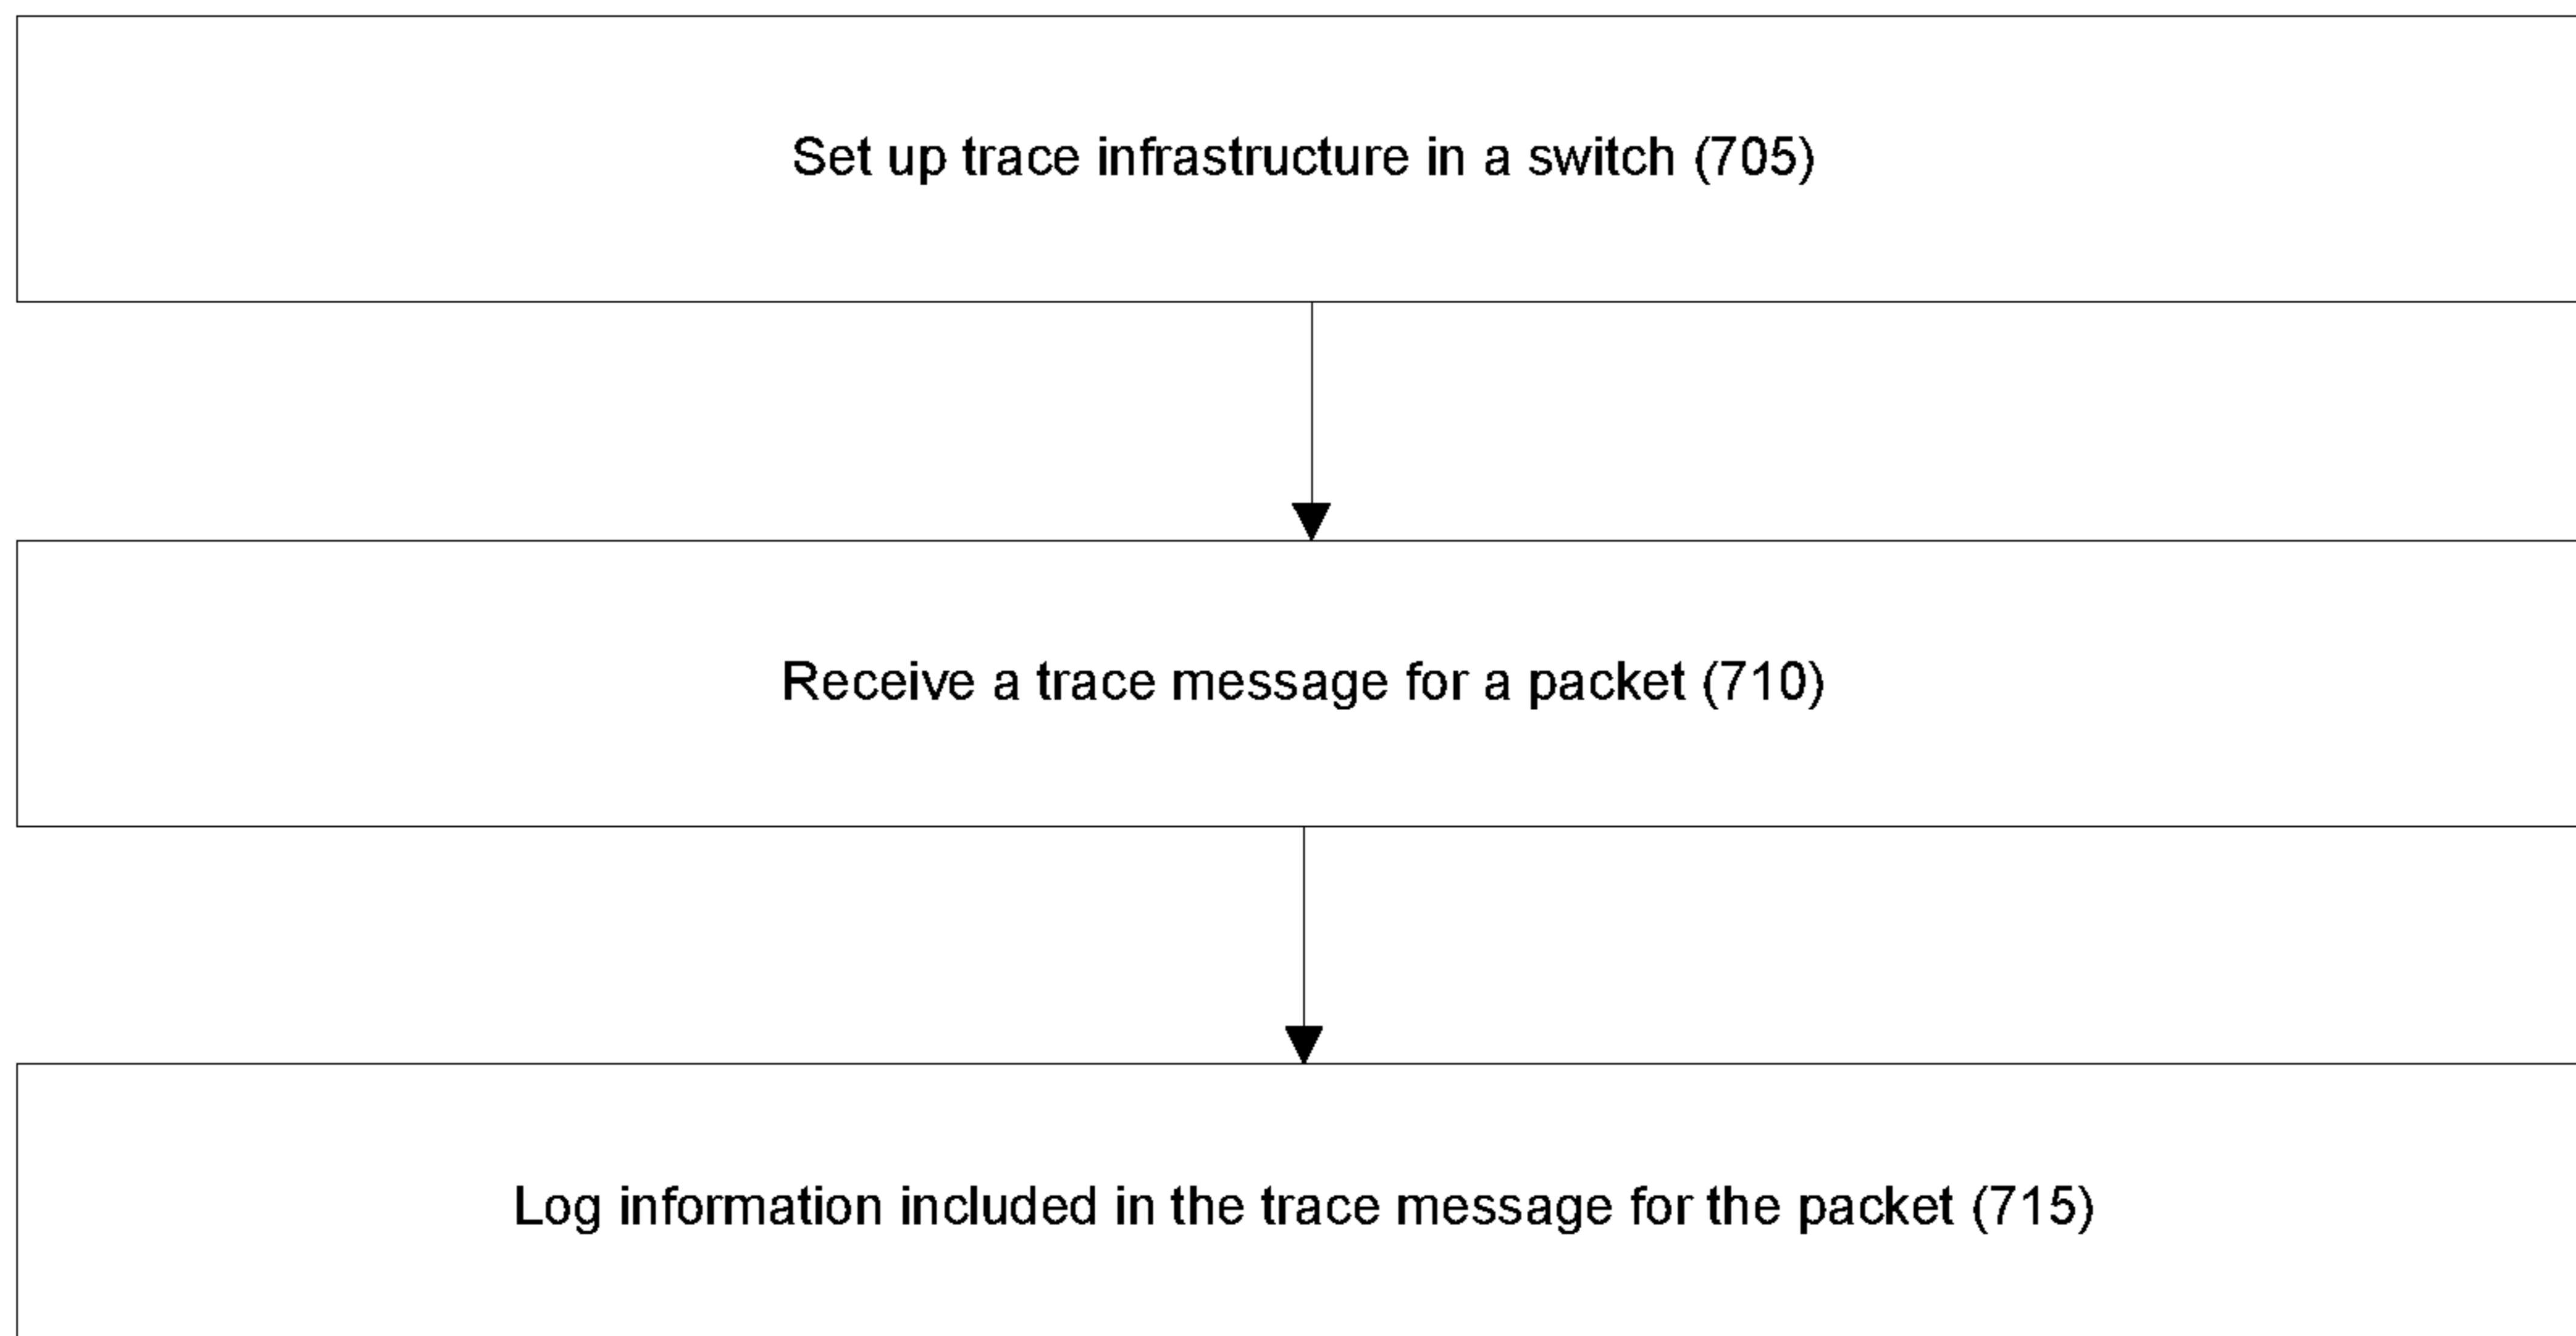 Set up trace infrastructure in a switch (705)
Receive a trace message for a packet (710)
Log information included in the trace message for the packet (715)